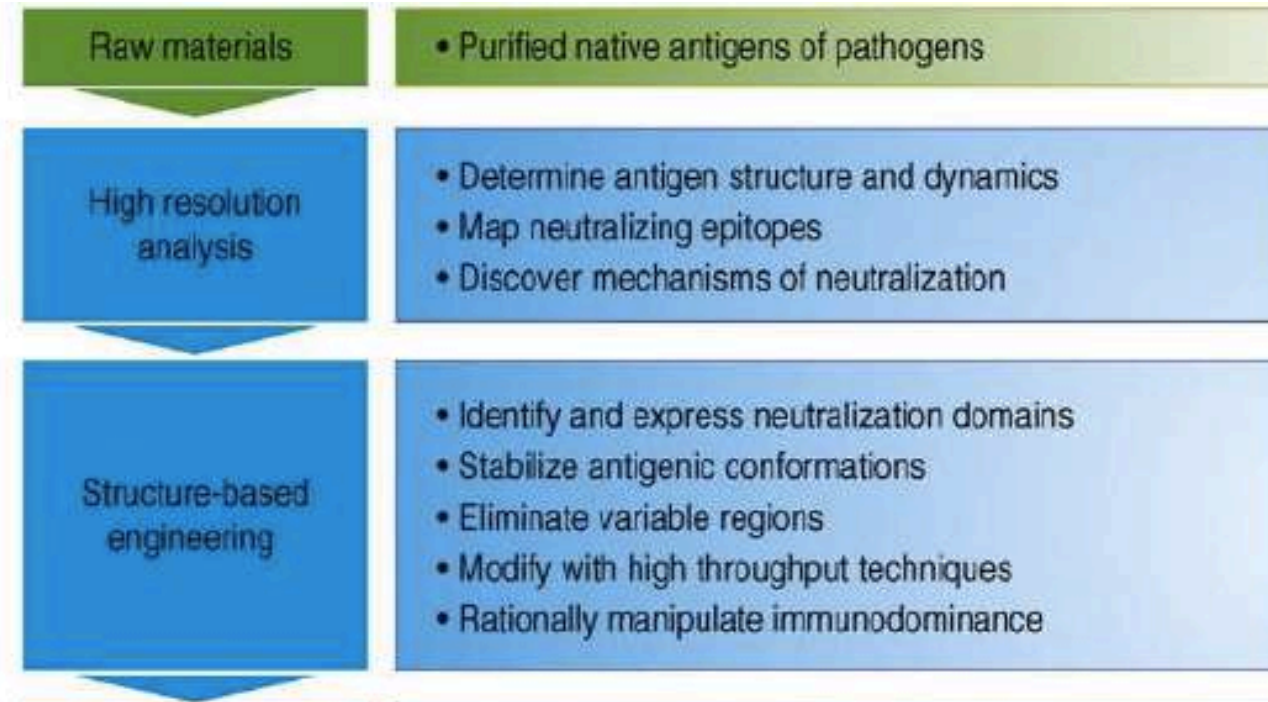 Raw materials
• Purified native antigens of pathogens
High resolution
analysis
• Determine antigen structure and dynamics
• Map neutralizing epitopes
• Discover mechanisms of neutralization
Structure-based
engineering
• Identify and express neutralization domains
• Stabilize antigenic conformations
• Eliminate variable regions
• Modify with high throughput techniques
• Rationally manipulate immunodominance